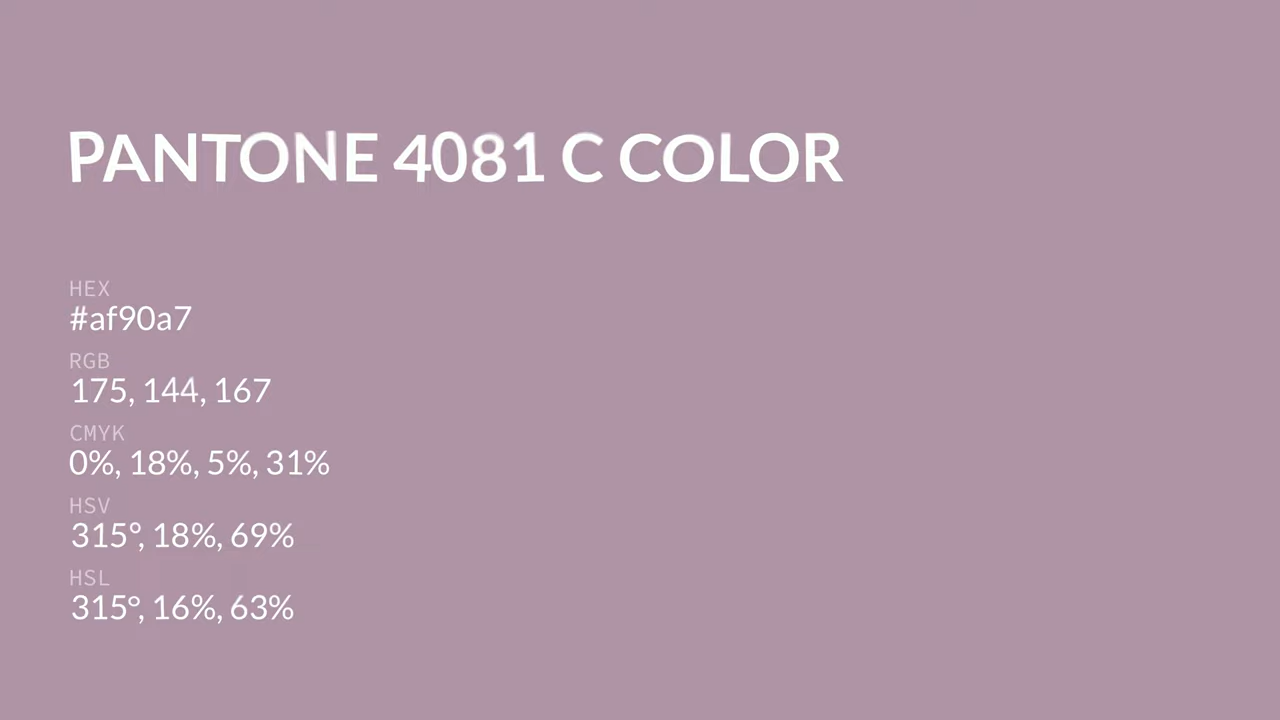 PANTONE 4081 C COLOR
HEX
#af90a7
RGB
175, 144, 167
CMYK
0%, 18%, 5%, 31%
HSV
315°, 18%, 69%
HSL
315°, 16%, 63%